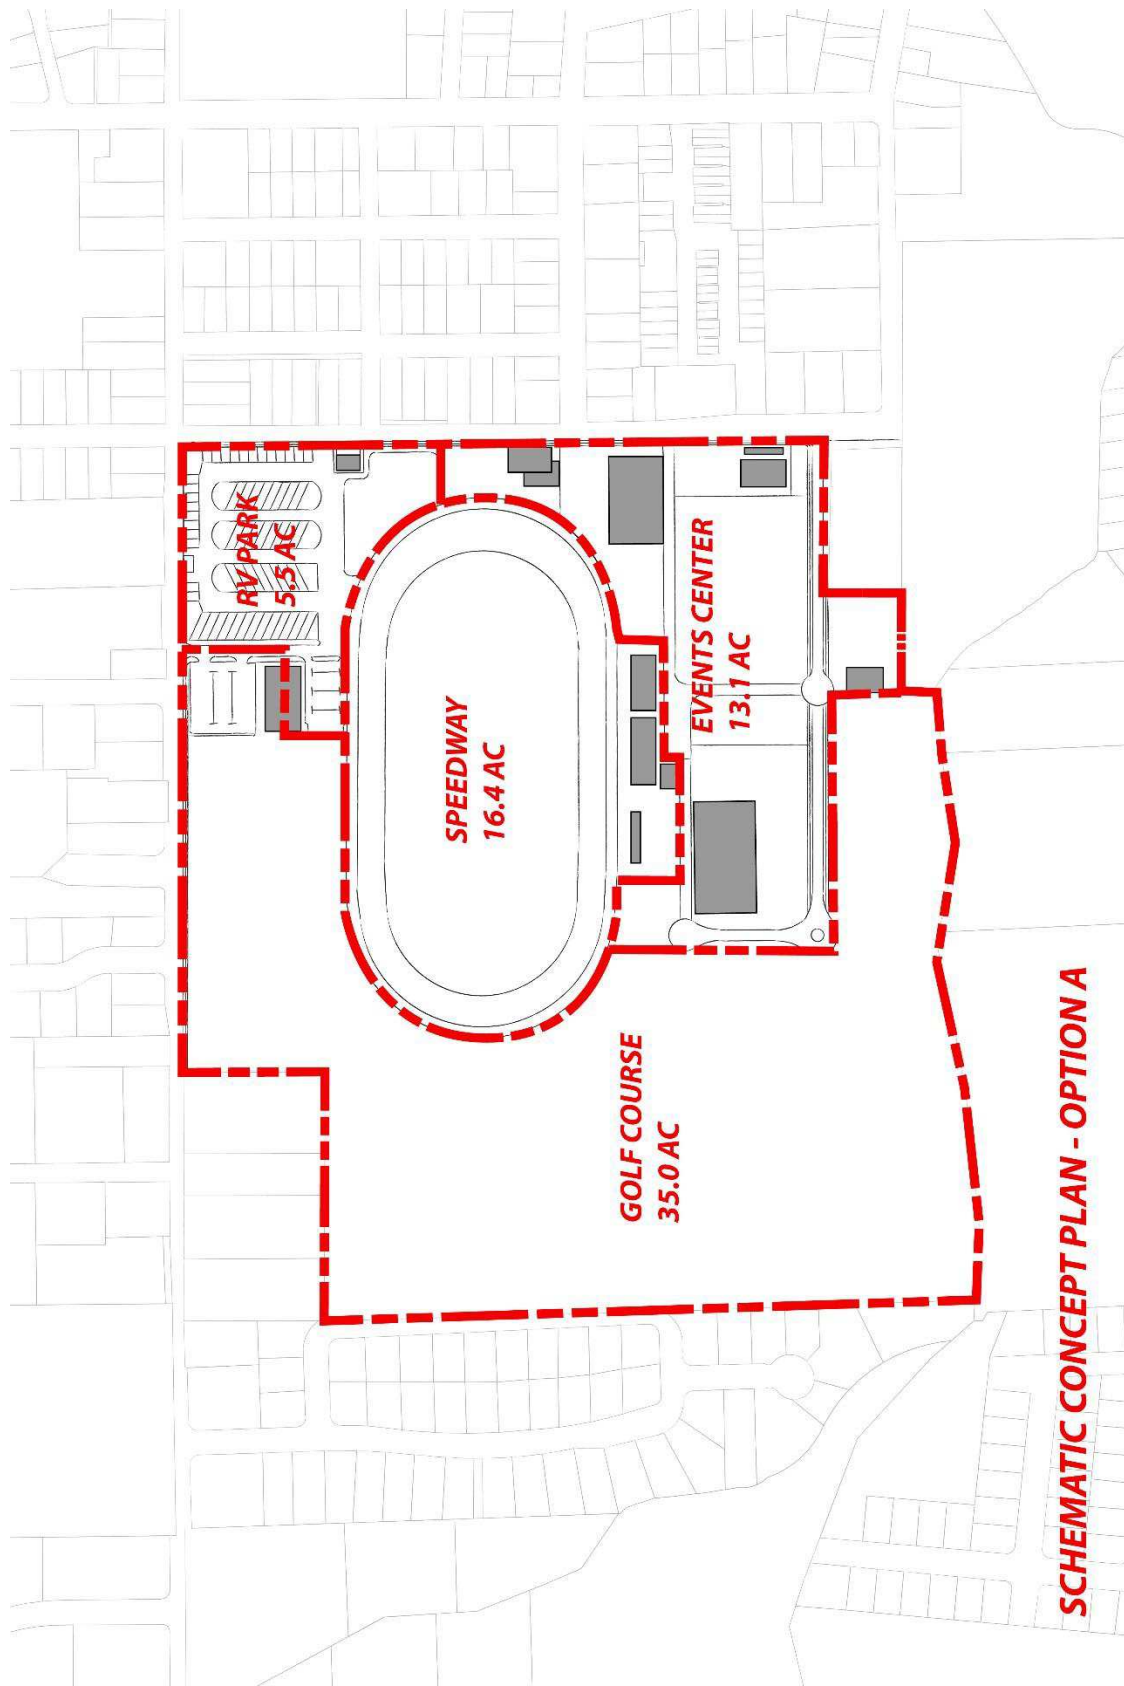 RV PARK
5.5 AC
SPEEDWAY
16.4 AC
EVENTS CENTER
13.1 AC
GOLF COURSE
35.0 AC
SCHEMATIC CONCEPT PLAN - OPTION A